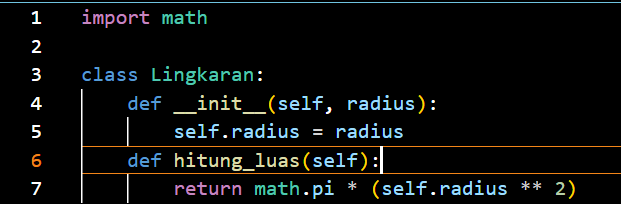 1 import math
2
3 class Lingkaran:
4     def __init__(self, radius):
5         self.radius = radius
6     def hitung_luas(self):
7         return math.pi * (self.radius ** 2)